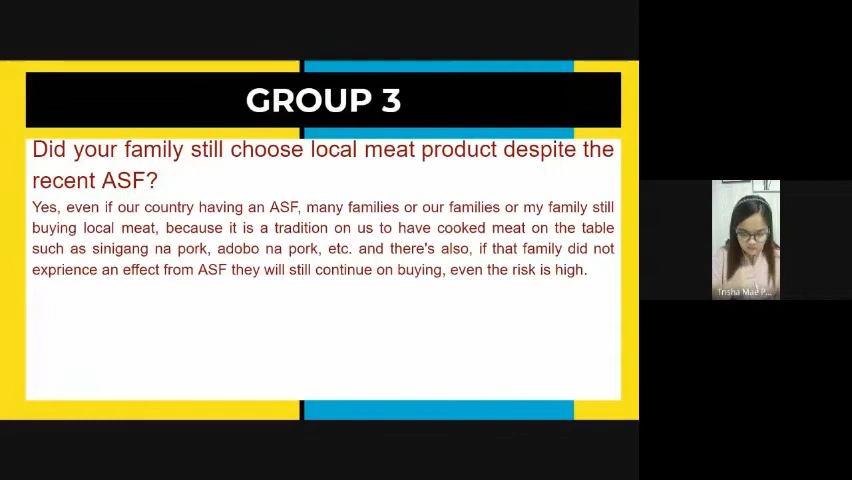 GROUP 3
Did your family still choose local meat product despite the
recent ASF?
Yes, even if our country having an ASF, many families or our families or my family still
buying local meat, because it is a tradition on us to have cooked meat on the table
such as sinigang na pork, adobo na pork, etc. and there's also, if that family did not
exprience an effect from ASF they will still continue on buying, even the risk is high.
Trisha Mae P...